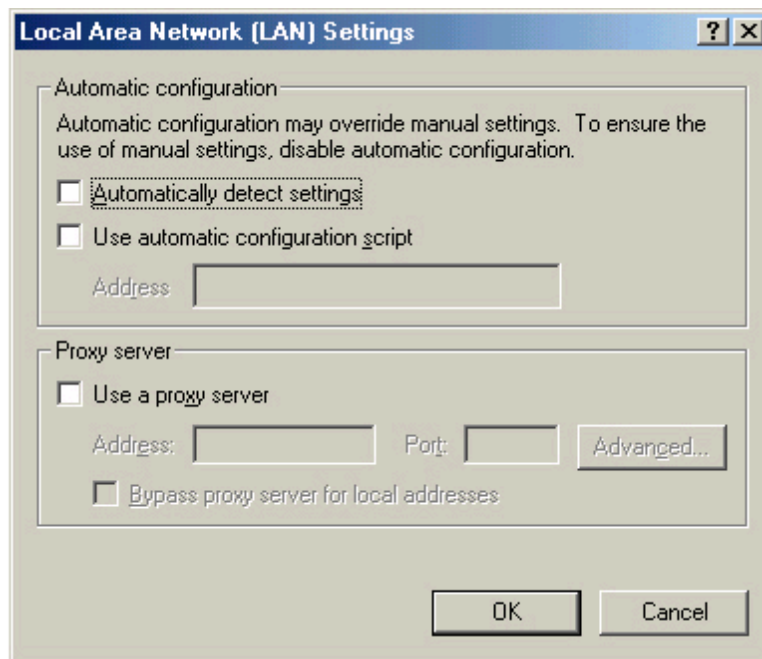 Local Area Network (LAN) Settings
Automatic configuration
Automatic configuration may override manual settings. To ensure the
use of manual settings, disable automatic configuration.
Automatically detect settings
Use automatic configuration script
Address
Proxy server
Use a proxy server
Address: Port: Advanced...
Bypass proxy server for local addresses
OK Cancel